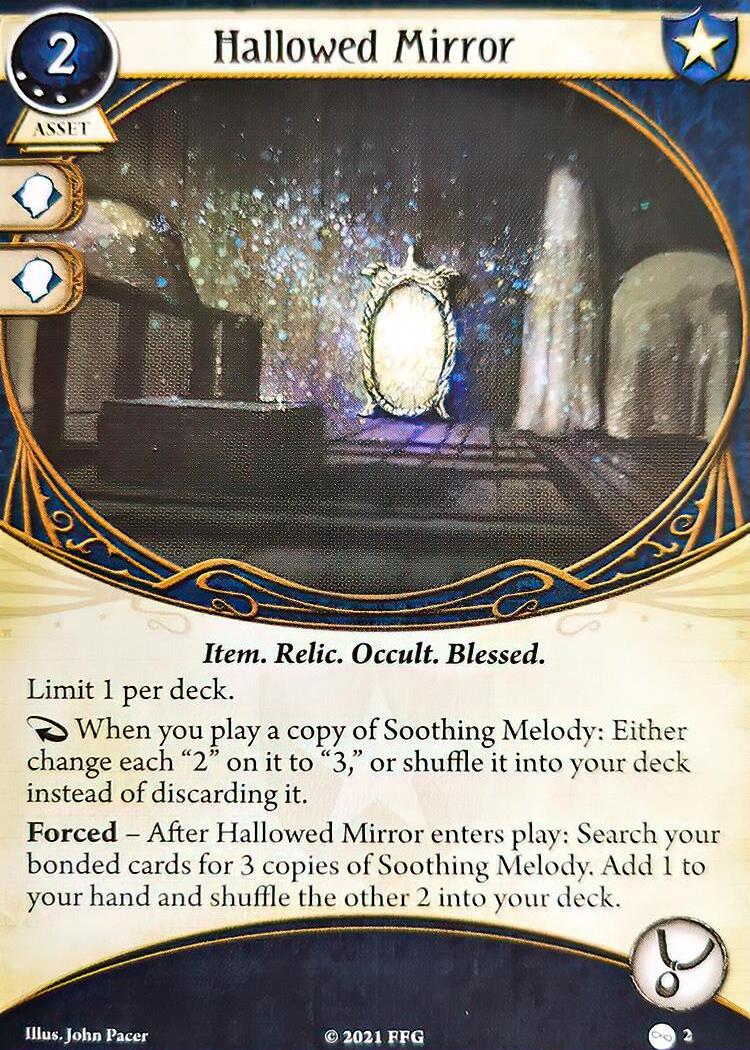 2
Hallowed Mirror
ASSET
Item. Relic. Occult. Blessed.
Limit 1 per deck.
When you play a copy of Soothing Melody: Either
change each “2” on it to “3,” or shuffle it into your deck
instead of discarding it.
Forced – After Hallowed Mirror enters play: Search your
bonded cards for 3 copies of Soothing Melody. Add 1 to
your hand and shuffle the other 2 into your deck.
Illus. John Pacer
© 2021 FFG
2